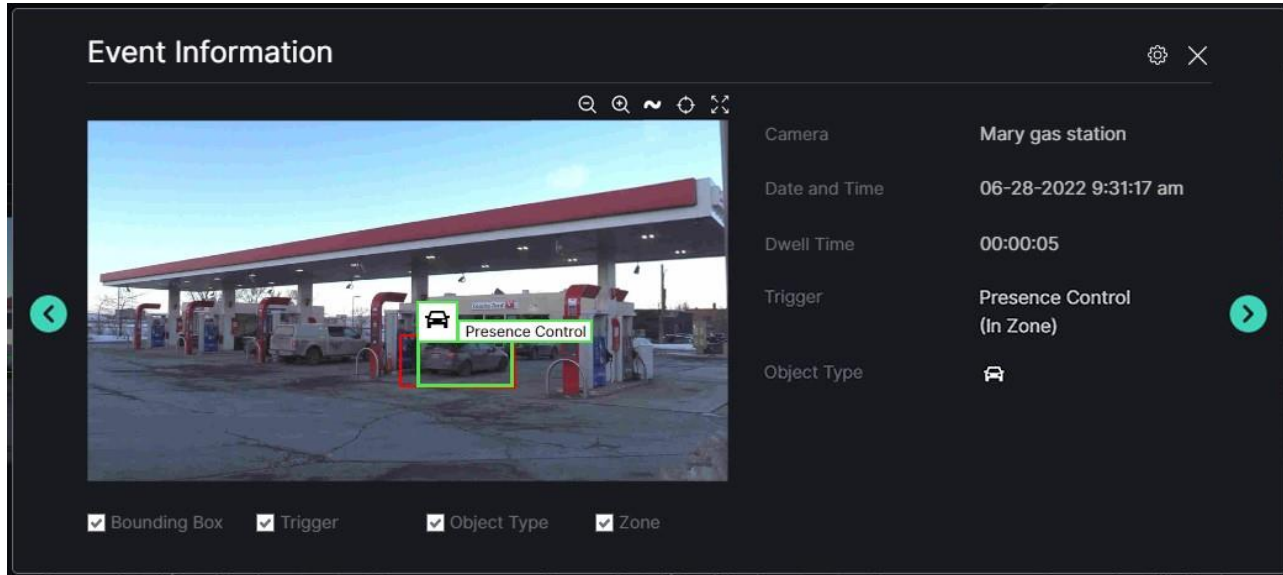 Event Information
Camera
Mary gas station
Date and Time
06-28-2022 9:31:17 am
Dwell Time
00:00:05
Trigger
Presence Control
(In Zone)
Object Type
Presence Control
Bounding Box
Trigger
Object Type
Zone